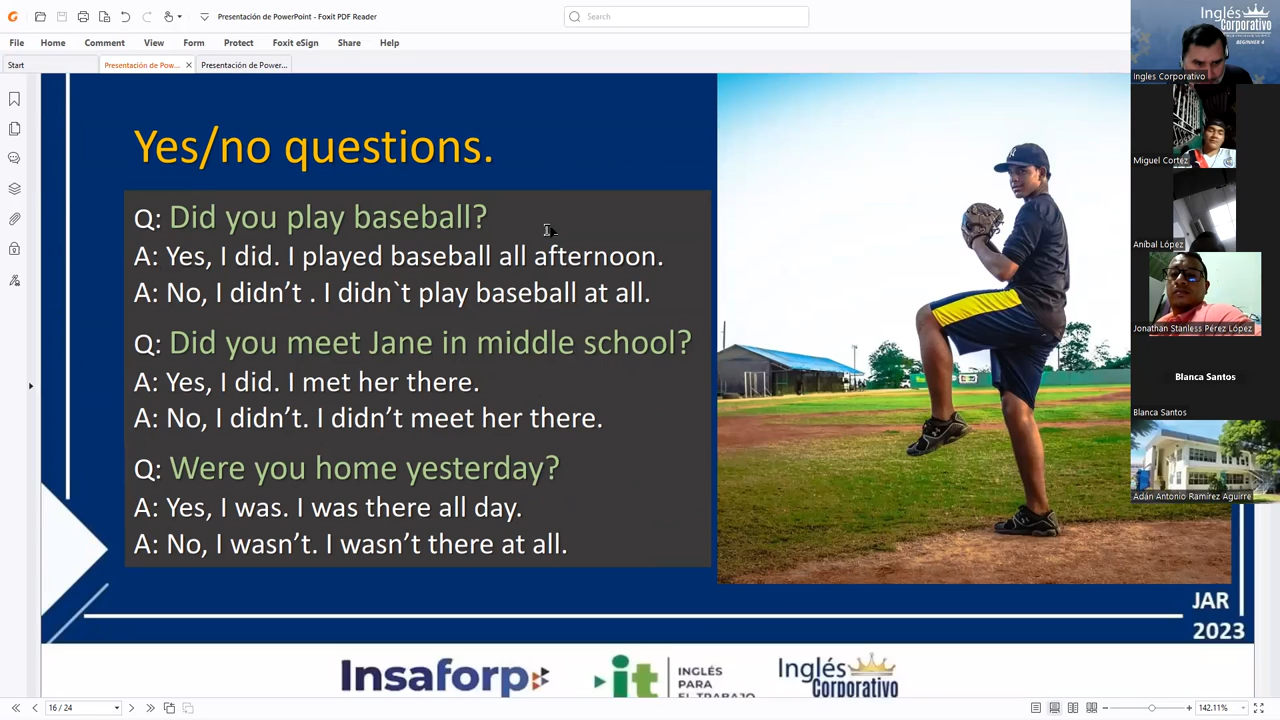 Presentación de PowerPoint - Foxit PDF Reader
Search
File Home Comment View Form Protect Foxit eSign Share Help
Start Presentación de Pow... Presentación de Power...
Yes/no questions.
Q: Did you play baseball?
A: Yes, I did. I played baseball all afternoon.
A: No, I didn't . I didn`t play baseball at all.
Q: Did you meet Jane in middle school?
A: Yes, I did. I met her there.
A: No, I didn't. I didn't meet her there.
Q: Were you home yesterday?
A: Yes, I was. I was there all day.
A: No, I wasn't. I wasn't there at all.
JAR
2023
Insaforp
it
INGLÉS
PARA
EL TRABAJO
Inglés
Corporativo
16 / 24
142.11%
Inglés
Corporativo
BEGINNER 4
Ingles Corporativo
Miguel Cortez
Aníbal López
Jonathan Stanless Pérez López
Blanca Santos
Blanca Santos
Adán Antonio Ramírez Aguirre